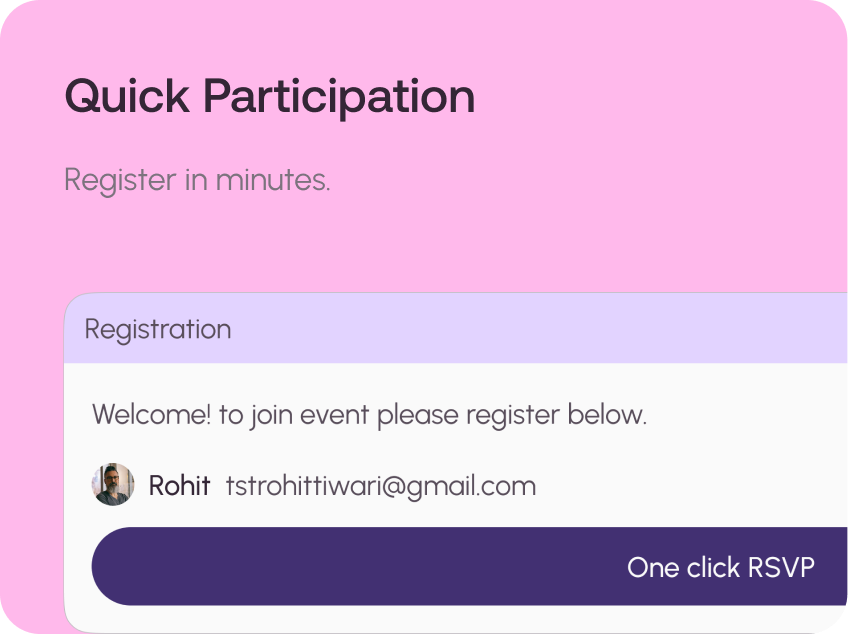 Quick Participation
Register in minutes.
Registration
Welcome! to join event please register below.
Rohit tstrohittiwari@gmail.com
One click RSVP